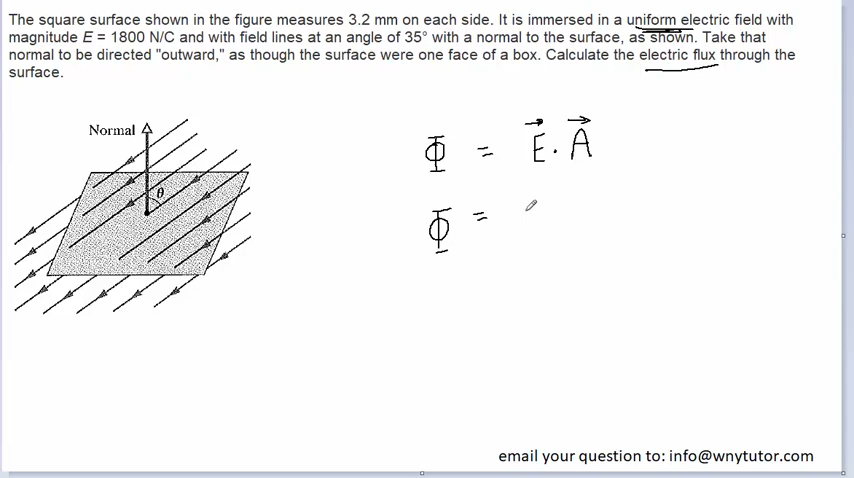 The square surface shown in the figure measures 3.2 mm on each side. It is immersed in a uniform electric field with
magnitude E = 1800 N/C and with field lines at an angle of 35° with a normal to the surface, as shown. Take that
normal to be directed "outward," as though the surface were one face of a box. Calculate the electric flux through the
surface.
Normal
θ
Φ = E⃗ · A⃗
Φ =
email your question to: info@wnytutor.com